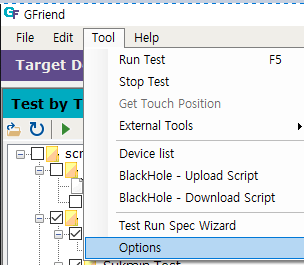 GFriend
File Edit Tool Help
Target De
Run Test F5
Stop Test
Get Touch Position
External Tools
Test by T
Device list
BlackHole - Upload Script
BlackHole - Download Script
scr
Test Run Spec Wizard
Options
Sukmin Test